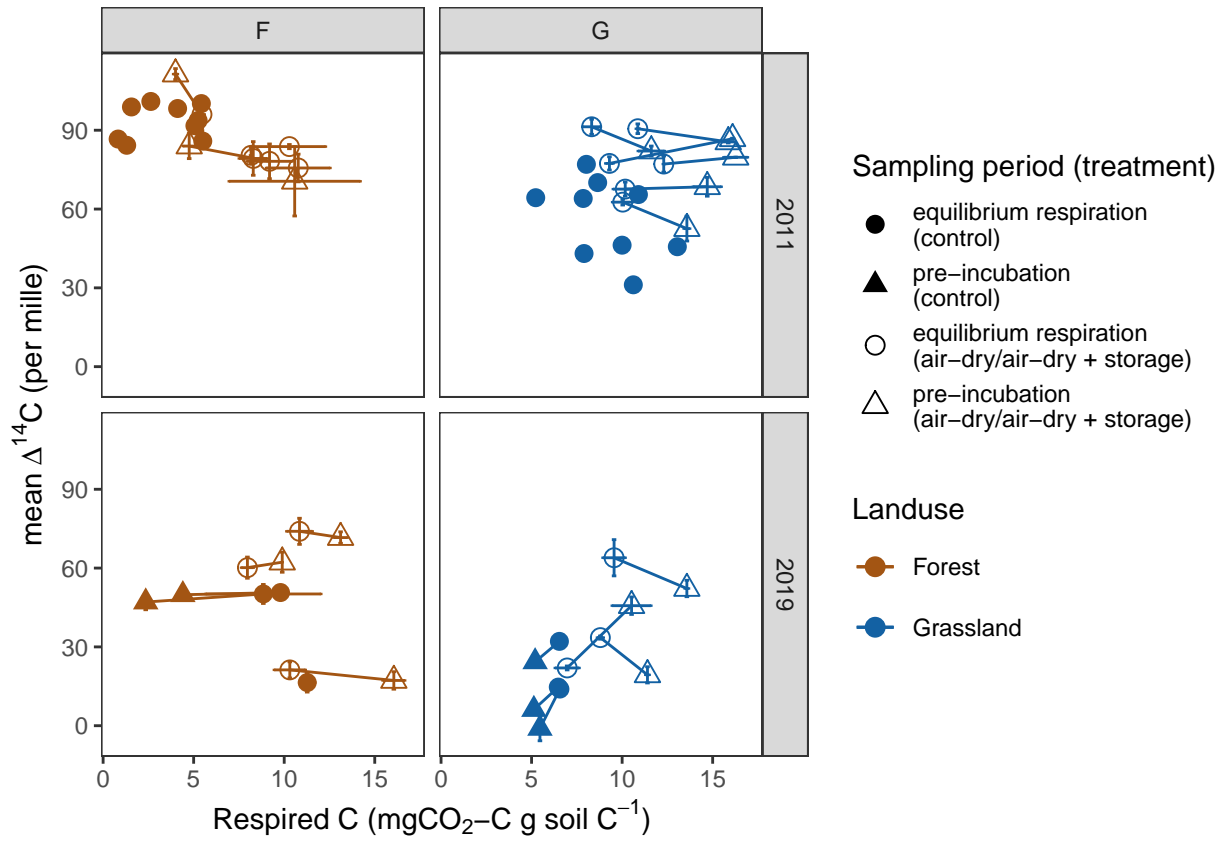 F
G
90
60
30
0
2011
90
60
30
0
2019
0
5
10
15
0
5
10
15
mean Δ¹⁴C (per mille)
Respired C (mgCO₂−C g soil C⁻¹)
Sampling period (treatment)
equilibrium respiration
(control)
pre−incubation
(control)
equilibrium respiration
(air−dry/air−dry + storage)
pre−incubation
(air−dry/air−dry + storage)
Landuse
Forest
Grassland